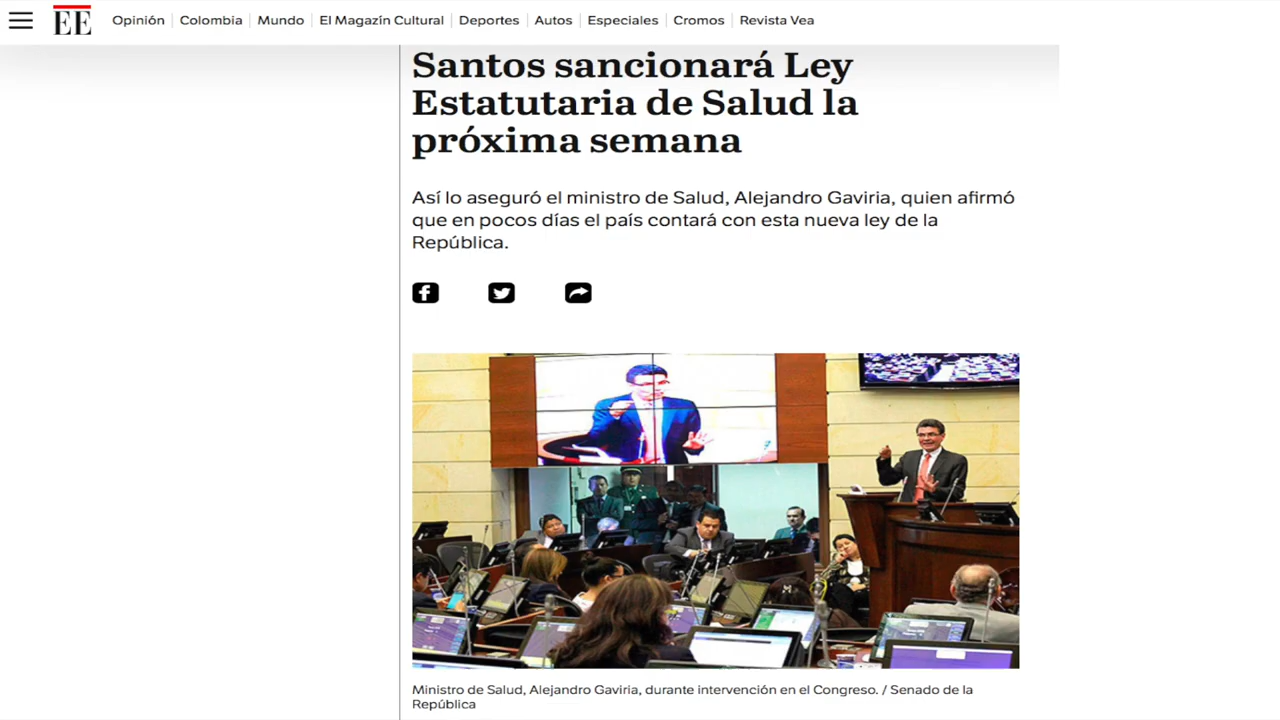 EE
Opinión
Colombia
Mundo
El Magazín Cultural
Deportes
Autos
Especiales
Cromos
Revista Vea
Santos sancionará Ley
Estatutaria de Salud la
próxima semana
Así lo aseguró el ministro de Salud, Alejandro Gaviria, quien afirmó
que en pocos días el país contará con esta nueva ley de la
República.
Ministro de Salud, Alejandro Gaviria, durante intervención en el Congreso. / Senado de la
República